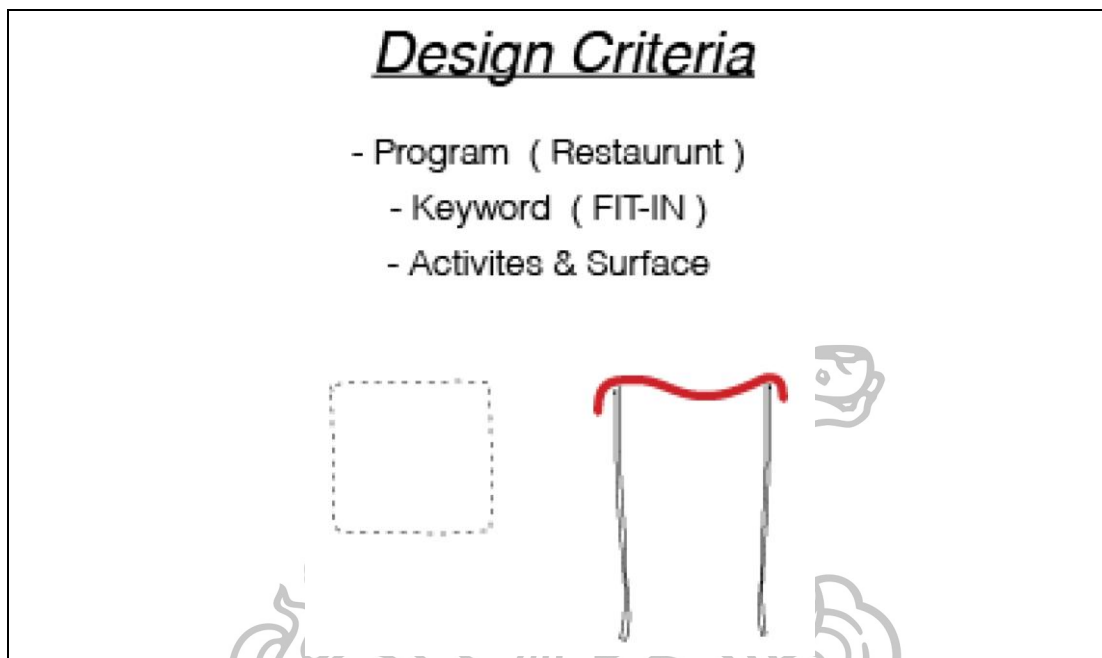 Design Criteria
- Program ( Restaurunt )
- Keyword ( FIT-IN )
- Activites & Surface